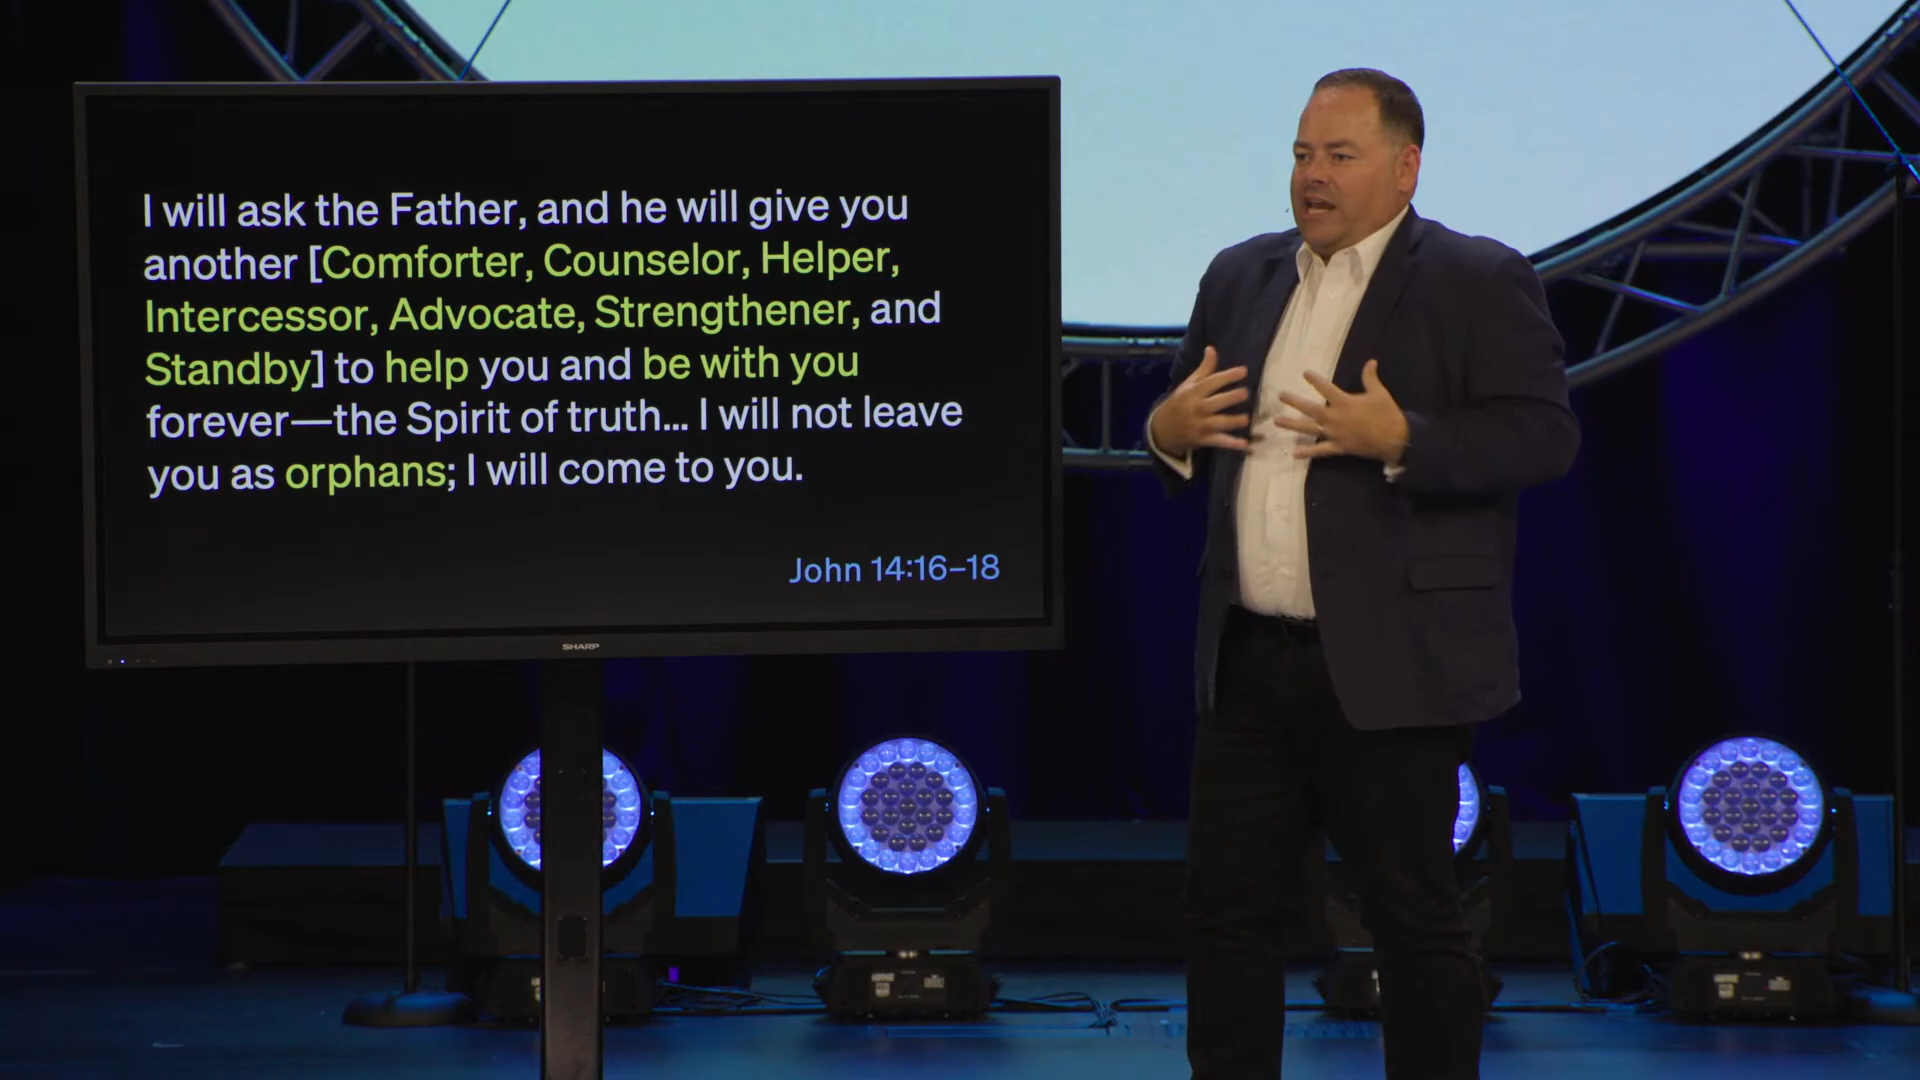 I will ask the Father, and he will give you
another [Comforter, Counselor, Helper,
Intercessor, Advocate, Strengthener, and
Standby] to help you and be with you
forever—the Spirit of truth... I will not leave
you as orphans; I will come to you.
John 14:16–18
SHARP